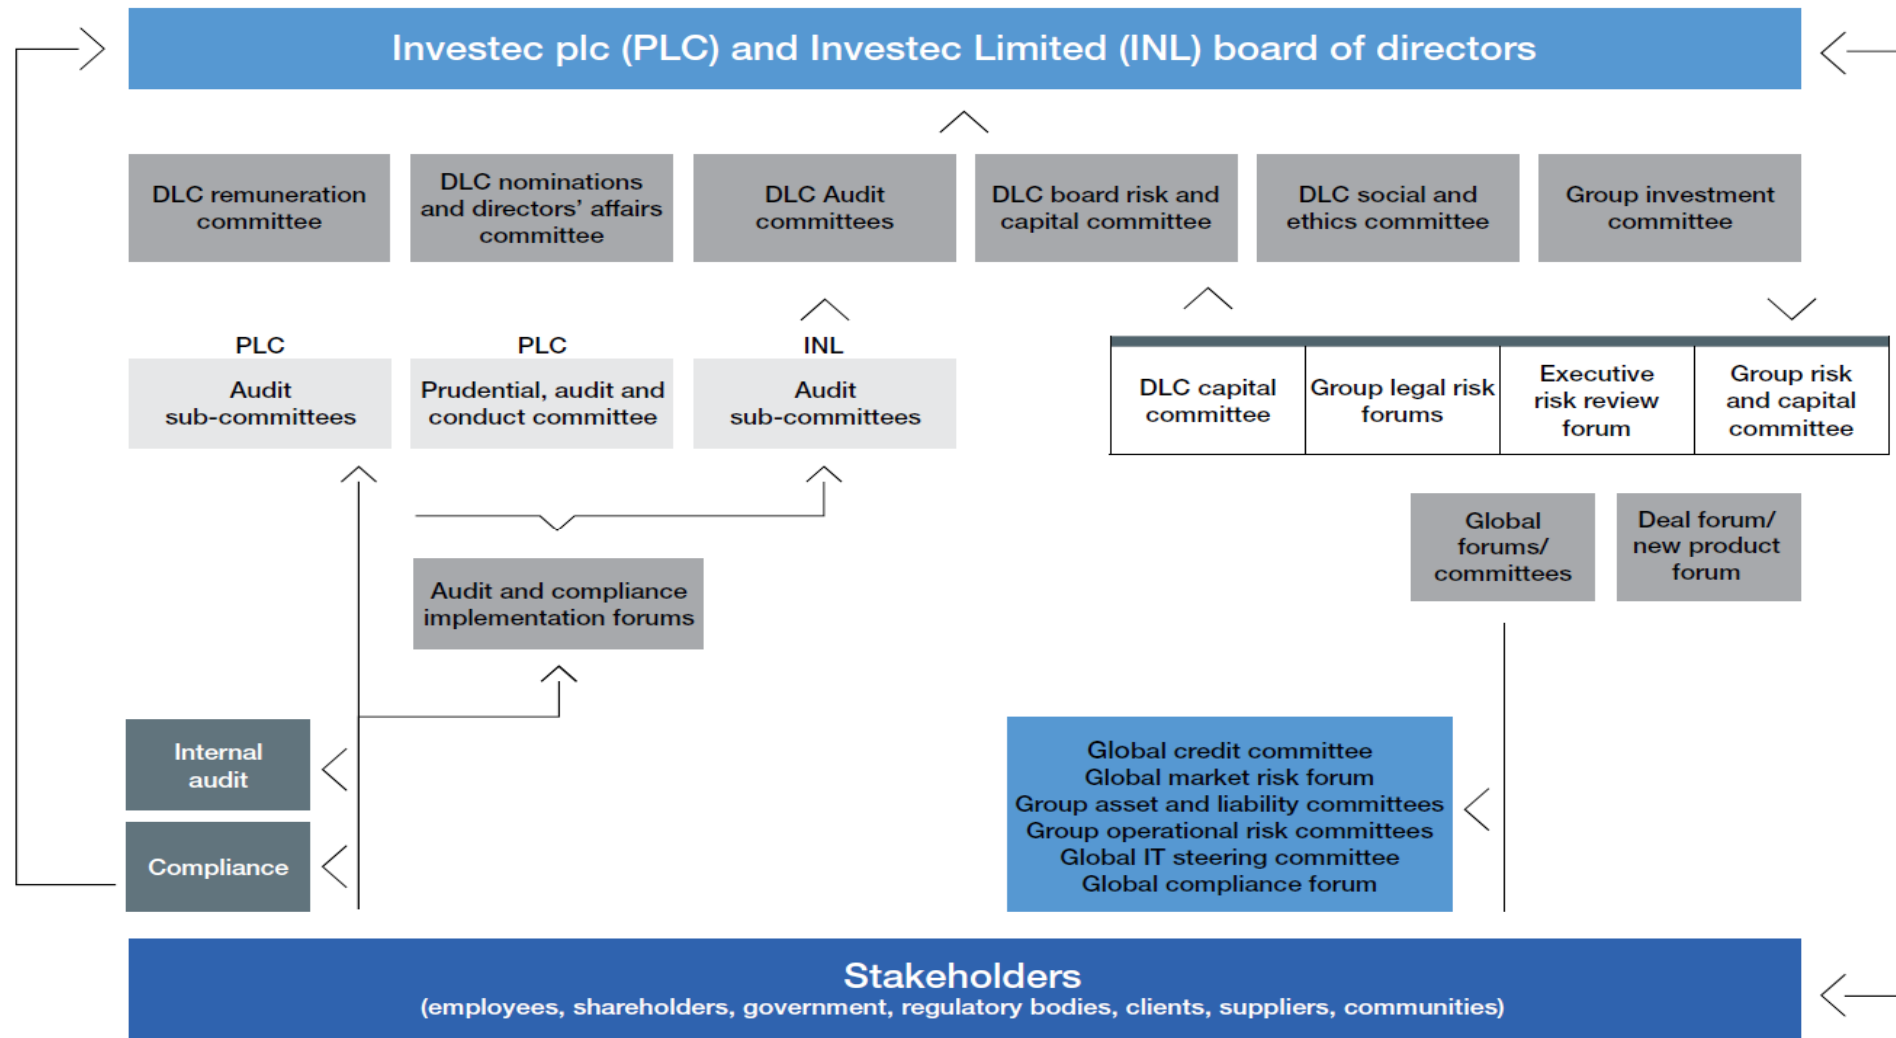 Investec plc (PLC) and Investec Limited (INL) board of directors
DLC remuneration
committee
DLC nominations
and directors’ affairs
committee
DLC Audit
committees
DLC board risk and
capital committee
DLC social and
ethics committee
Group investment
committee
PLC
Audit
sub-committees
PLC
Prudential, audit and
conduct committee
INL
Audit
sub-committees
DLC capital
committee
Group legal risk
forums
Executive
risk review
forum
Group risk
and capital
committee
Global
forums/
committees
Deal forum/
new product
forum
Audit and compliance
implementation forums
Internal
audit
Compliance
Global credit committee
Global market risk forum
Group asset and liability committees
Group operational risk committees
Global IT steering committee
Global compliance forum
Stakeholders
(employees, shareholders, government, regulatory bodies, clients, suppliers, communities)